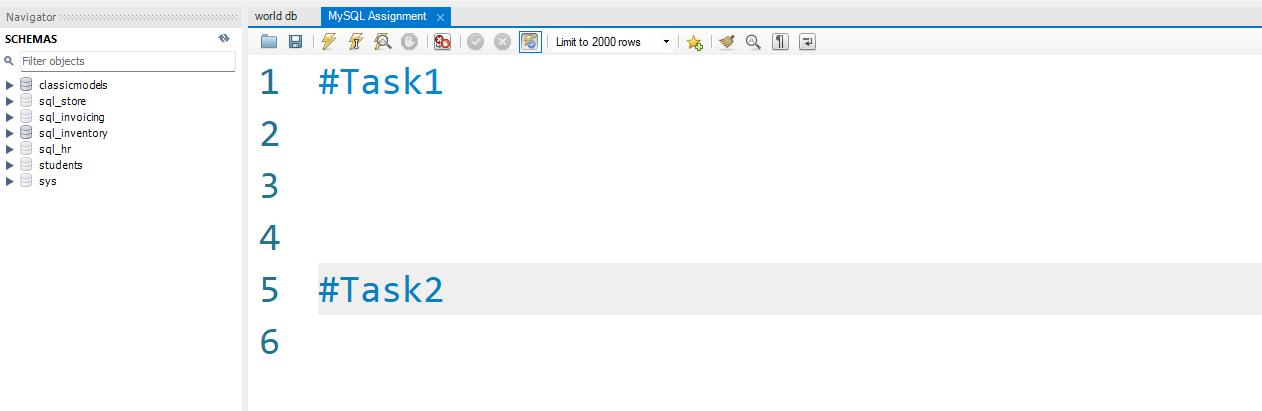 Navigator
SCHEMAS
Filter objects
classicmodels
sql_store
sql_invoicing
sql_inventory
sql_hr
students
sys
world db
MySQL Assignment
Limit to 2000 rows
1 #Task1
2
3
4
5 #Task2
6